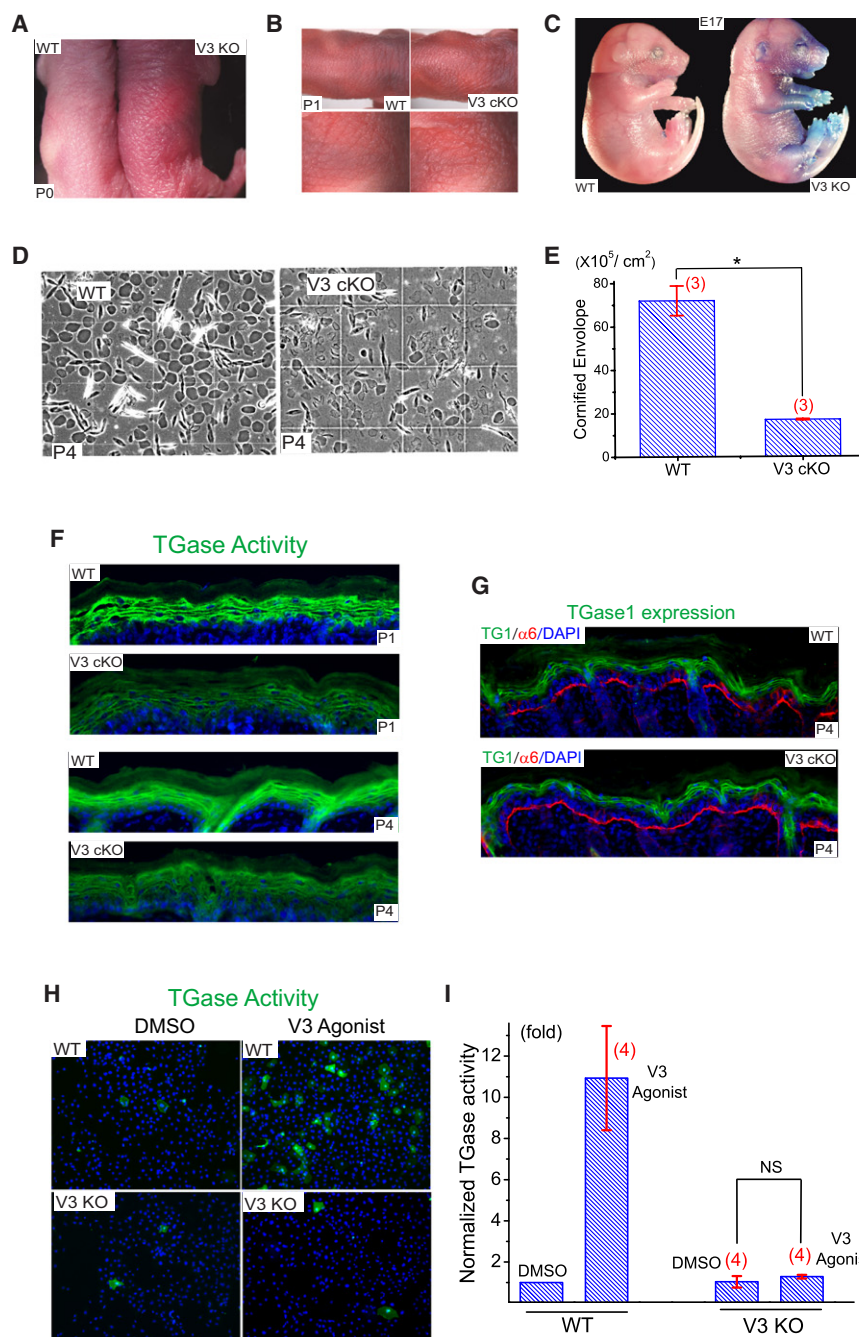 A
WT
V3 KO
P0
B
P1
WT
V3 cKO
C
E17
WT
V3 KO
D
WT
P4
V3 cKO
P4
E
(X10⁵/ cm²)
Cornified Envolope
80
60
40
20
0
(3)
*
(3)
WT
V3 cKO
F
TGase Activity
WT
P1
V3 cKO
P1
WT
P4
V3 cKO
P4
G
TGase1 expression
TG1/α6/DAPI
WT
P4
TG1/α6/DAPI
V3 cKO
P4
H
TGase Activity
DMSO
V3 Agonist
WT
WT
V3 KO
V3 KO
I
(fold)
Normalized TGase activity
12
10
8
6
4
2
DMSO
(4)
V3
Agonist
NS
DMSO
(4)
(4)
V3
Agoni
WT
V3 KO